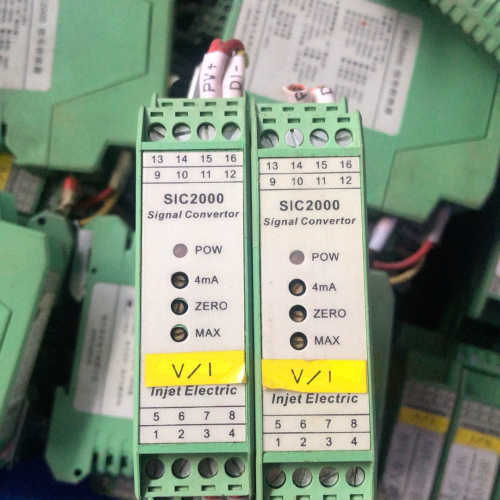 PV+
DI-
13 14 15 16
9 10 11 12
SIC2000
Signal Convertor
POW
4mA
ZERO
MAX
V/I
Injet Electric
5 6 7 8
1 2 3 4
13 14 15 16
9 10 11 12
SIC2000
Signal Convertor
POW
4mA
ZERO
MAX
V/I
Injet Electric
5 6 7 8
1 2 3 4